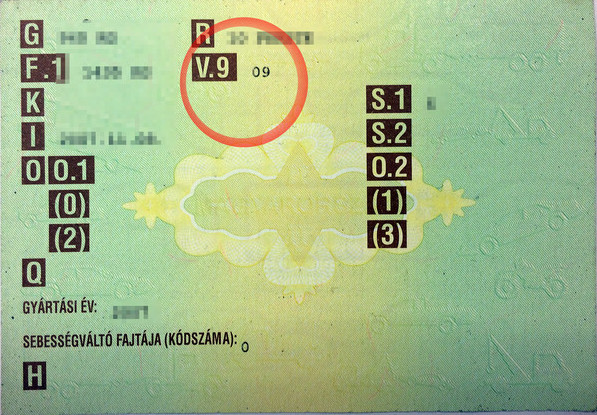 G R
F.1 V.9 09
K S.1
I S.2
O O.1 O.2
(0) (1)
(2) (3)
Q
GYÁRTÁSI ÉV:
SEBESSÉGVÁLTÓ FAJTÁJA (KÓDSZÁMA): 0
H